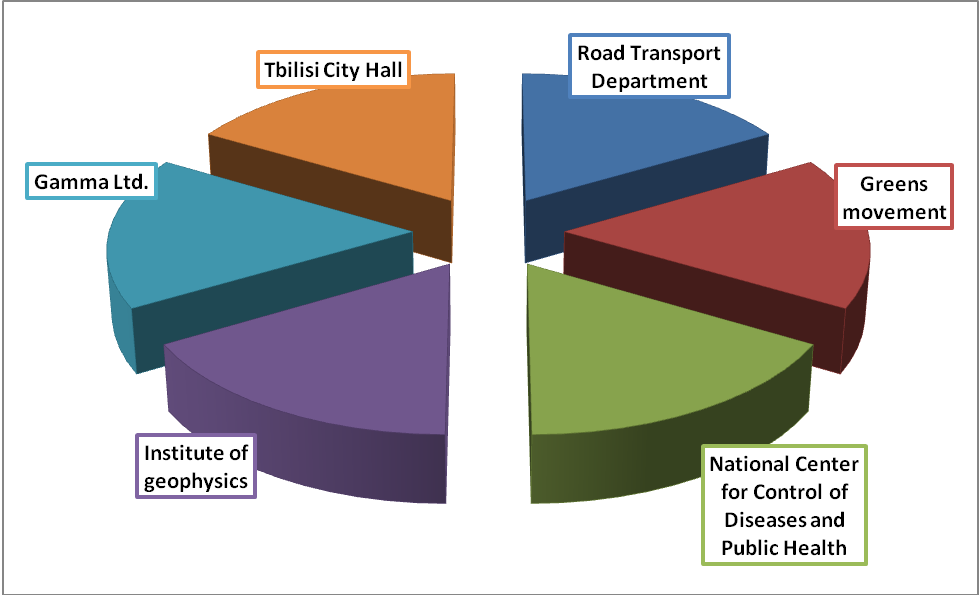 Tbilisi City Hall
Road Transport
Department
Gamma Ltd.
Greens
movement
Institute of
geophysics
National Center
for Control of
Diseases and
Public Health